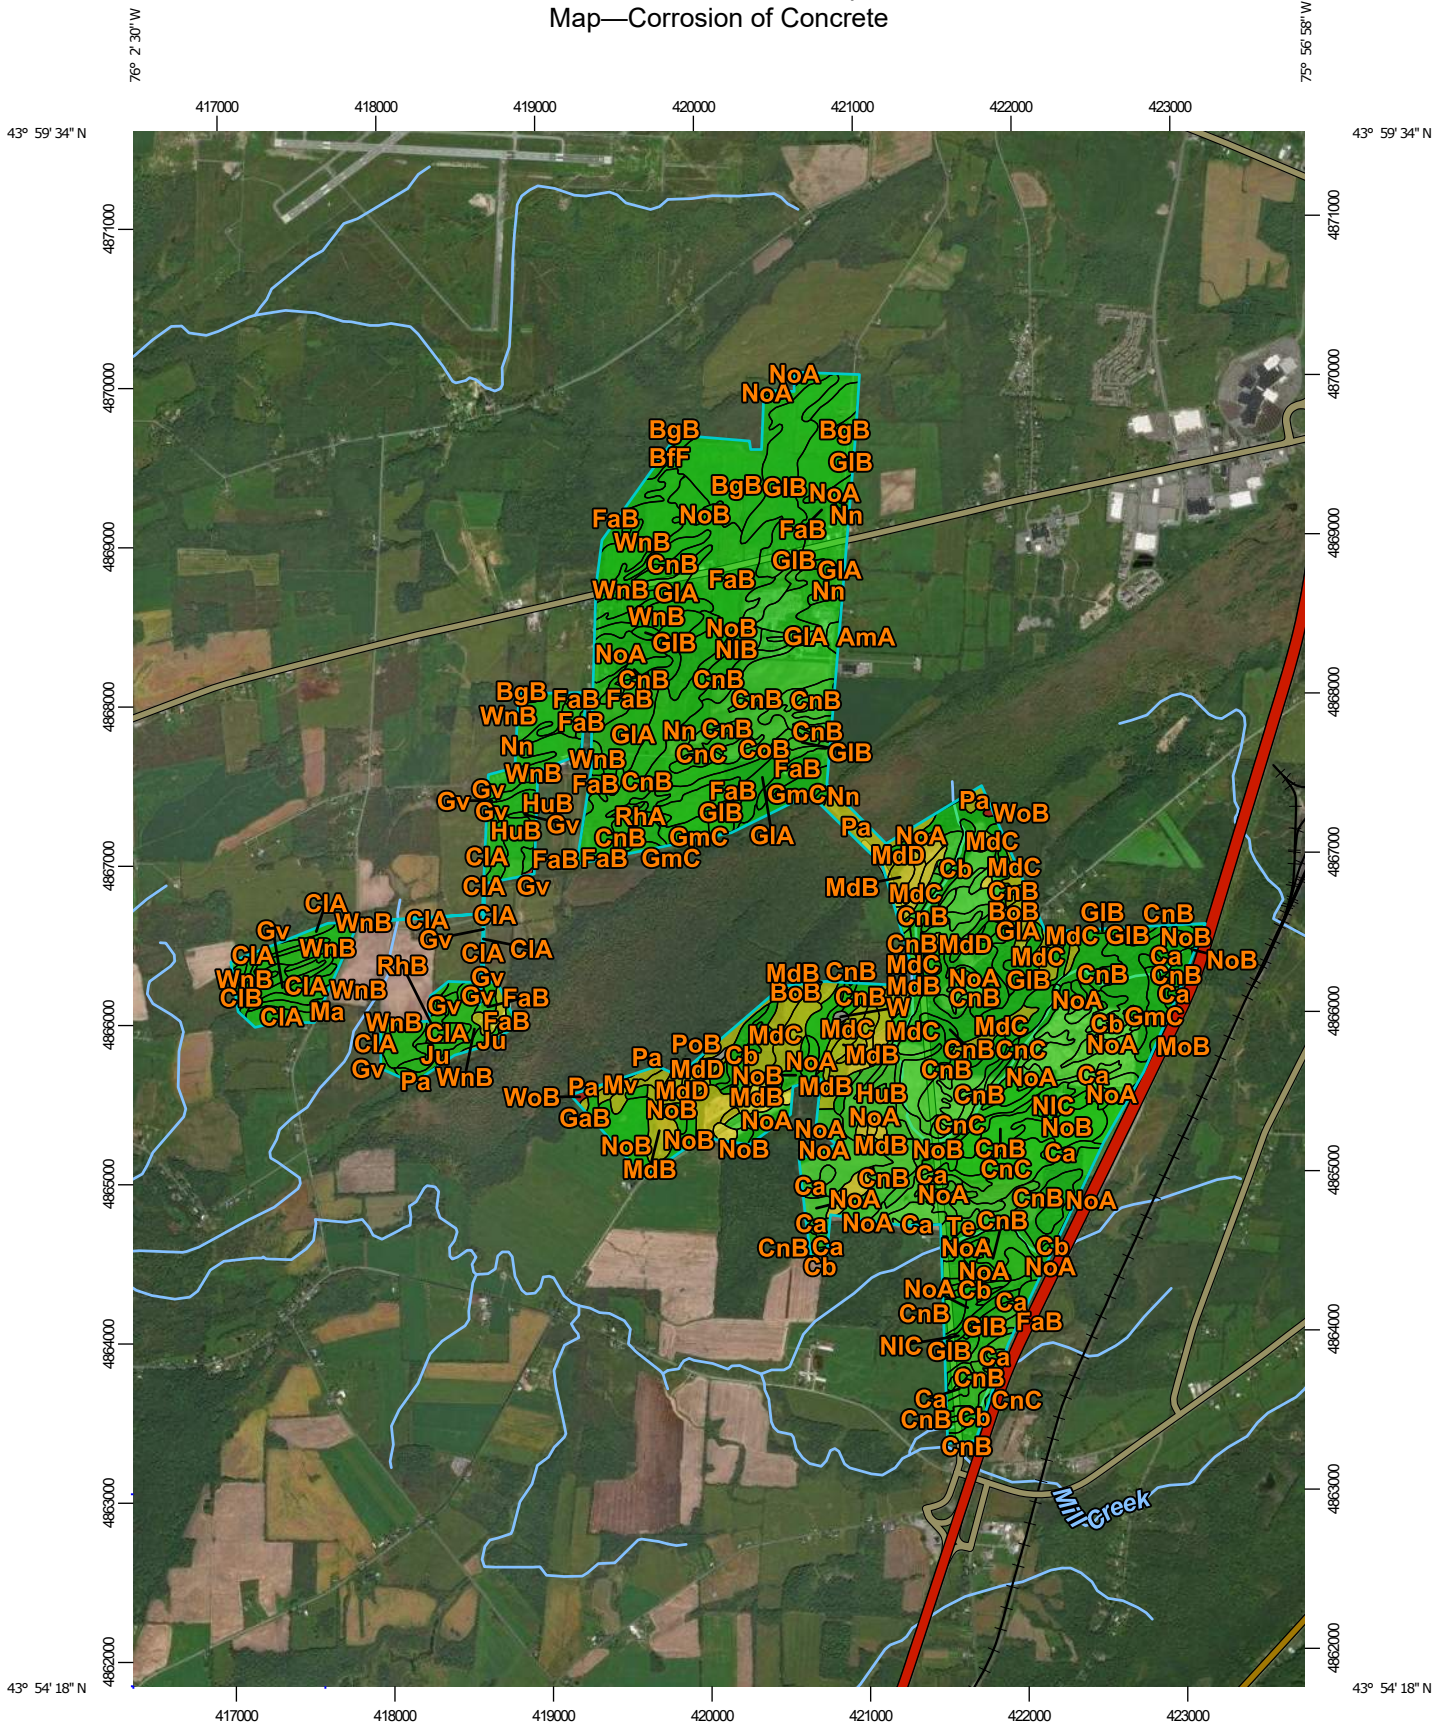 Map—Corrosion of Concrete
76° 2' 30'' W
75° 56' 58'' W
417000 418000 419000 420000 421000 422000 423000
43° 59' 34'' N
43° 59' 34'' N
4871000
4871000
4870000
4870000
4869000
4869000
4868000
4868000
4867000
4867000
4866000
4866000
4865000
4865000
4864000
4864000
4863000
4863000
4862000
4862000
NoA
NoA
BgB BgB
BfF GlB
BgB GlB NoA
FaB NoB Nn
WnB FaB
CnB GlB GlA
WnB GlA FaB Nn
WnB NoB GlA AmA
GlB NlB
NoA
CnB CnB
BgB FaB FaB CnB CnB
WnB FaB GlA Nn CnB CnB
Nn WnB CnC CoB GlB
WnB FaB CnB FaB
Gv Gv HuB FaB GmC Nn
Gv HuB Gv RhA GlB
CnB GmC GlA
ClA FaB FaB GmC
ClA Gv
Pa WoB
Pa NoA MdC
MdD Cb MdC
MdB MdC CnB
CnB BoB GlB CnB
ClA WnB ClA ClA
Gv Gv
ClA WnB ClA ClA
WnB ClA RhB Gv
ClB WnB Gv Gv FaB
ClA Ma WnB ClA FaB
ClA Ju Ju
Gv Pa WnB
GlA MdC GlB NoB
CnB MdD MdC NoB
MdC Ca
MdB CnB MdB NoA GlB CnB CnB
BoB CnB CnB NoA Ca
W Cb GmC
MdC MdC MdC MdC NoA MoB
PoB Cb NoA MdB CnB CnC
Pa MdD NoB CnB NoA Ca
WoB Pa Mv MdD MdB MdB HuB CnB NoA
GaB NoB NoA NoA NlC
NoA CnC NoB
NoB NoB NoB NoA MdB NoB CnB Ca
MdB CnC
Ca CnB Ca
NoA NoA CnB NoA
Ca NoA Ca Te CnB
CnB Ca NoA Cb
Cb NoA NoA
NoA Cb Ca
CnB GlB FaB
NlC GlB Ca
CnB
Ca CnC
CnB Cb
CnB
Mill Creek
43° 54' 18'' N
43° 54' 18'' N
417000 418000 419000 420000 421000 422000 423000